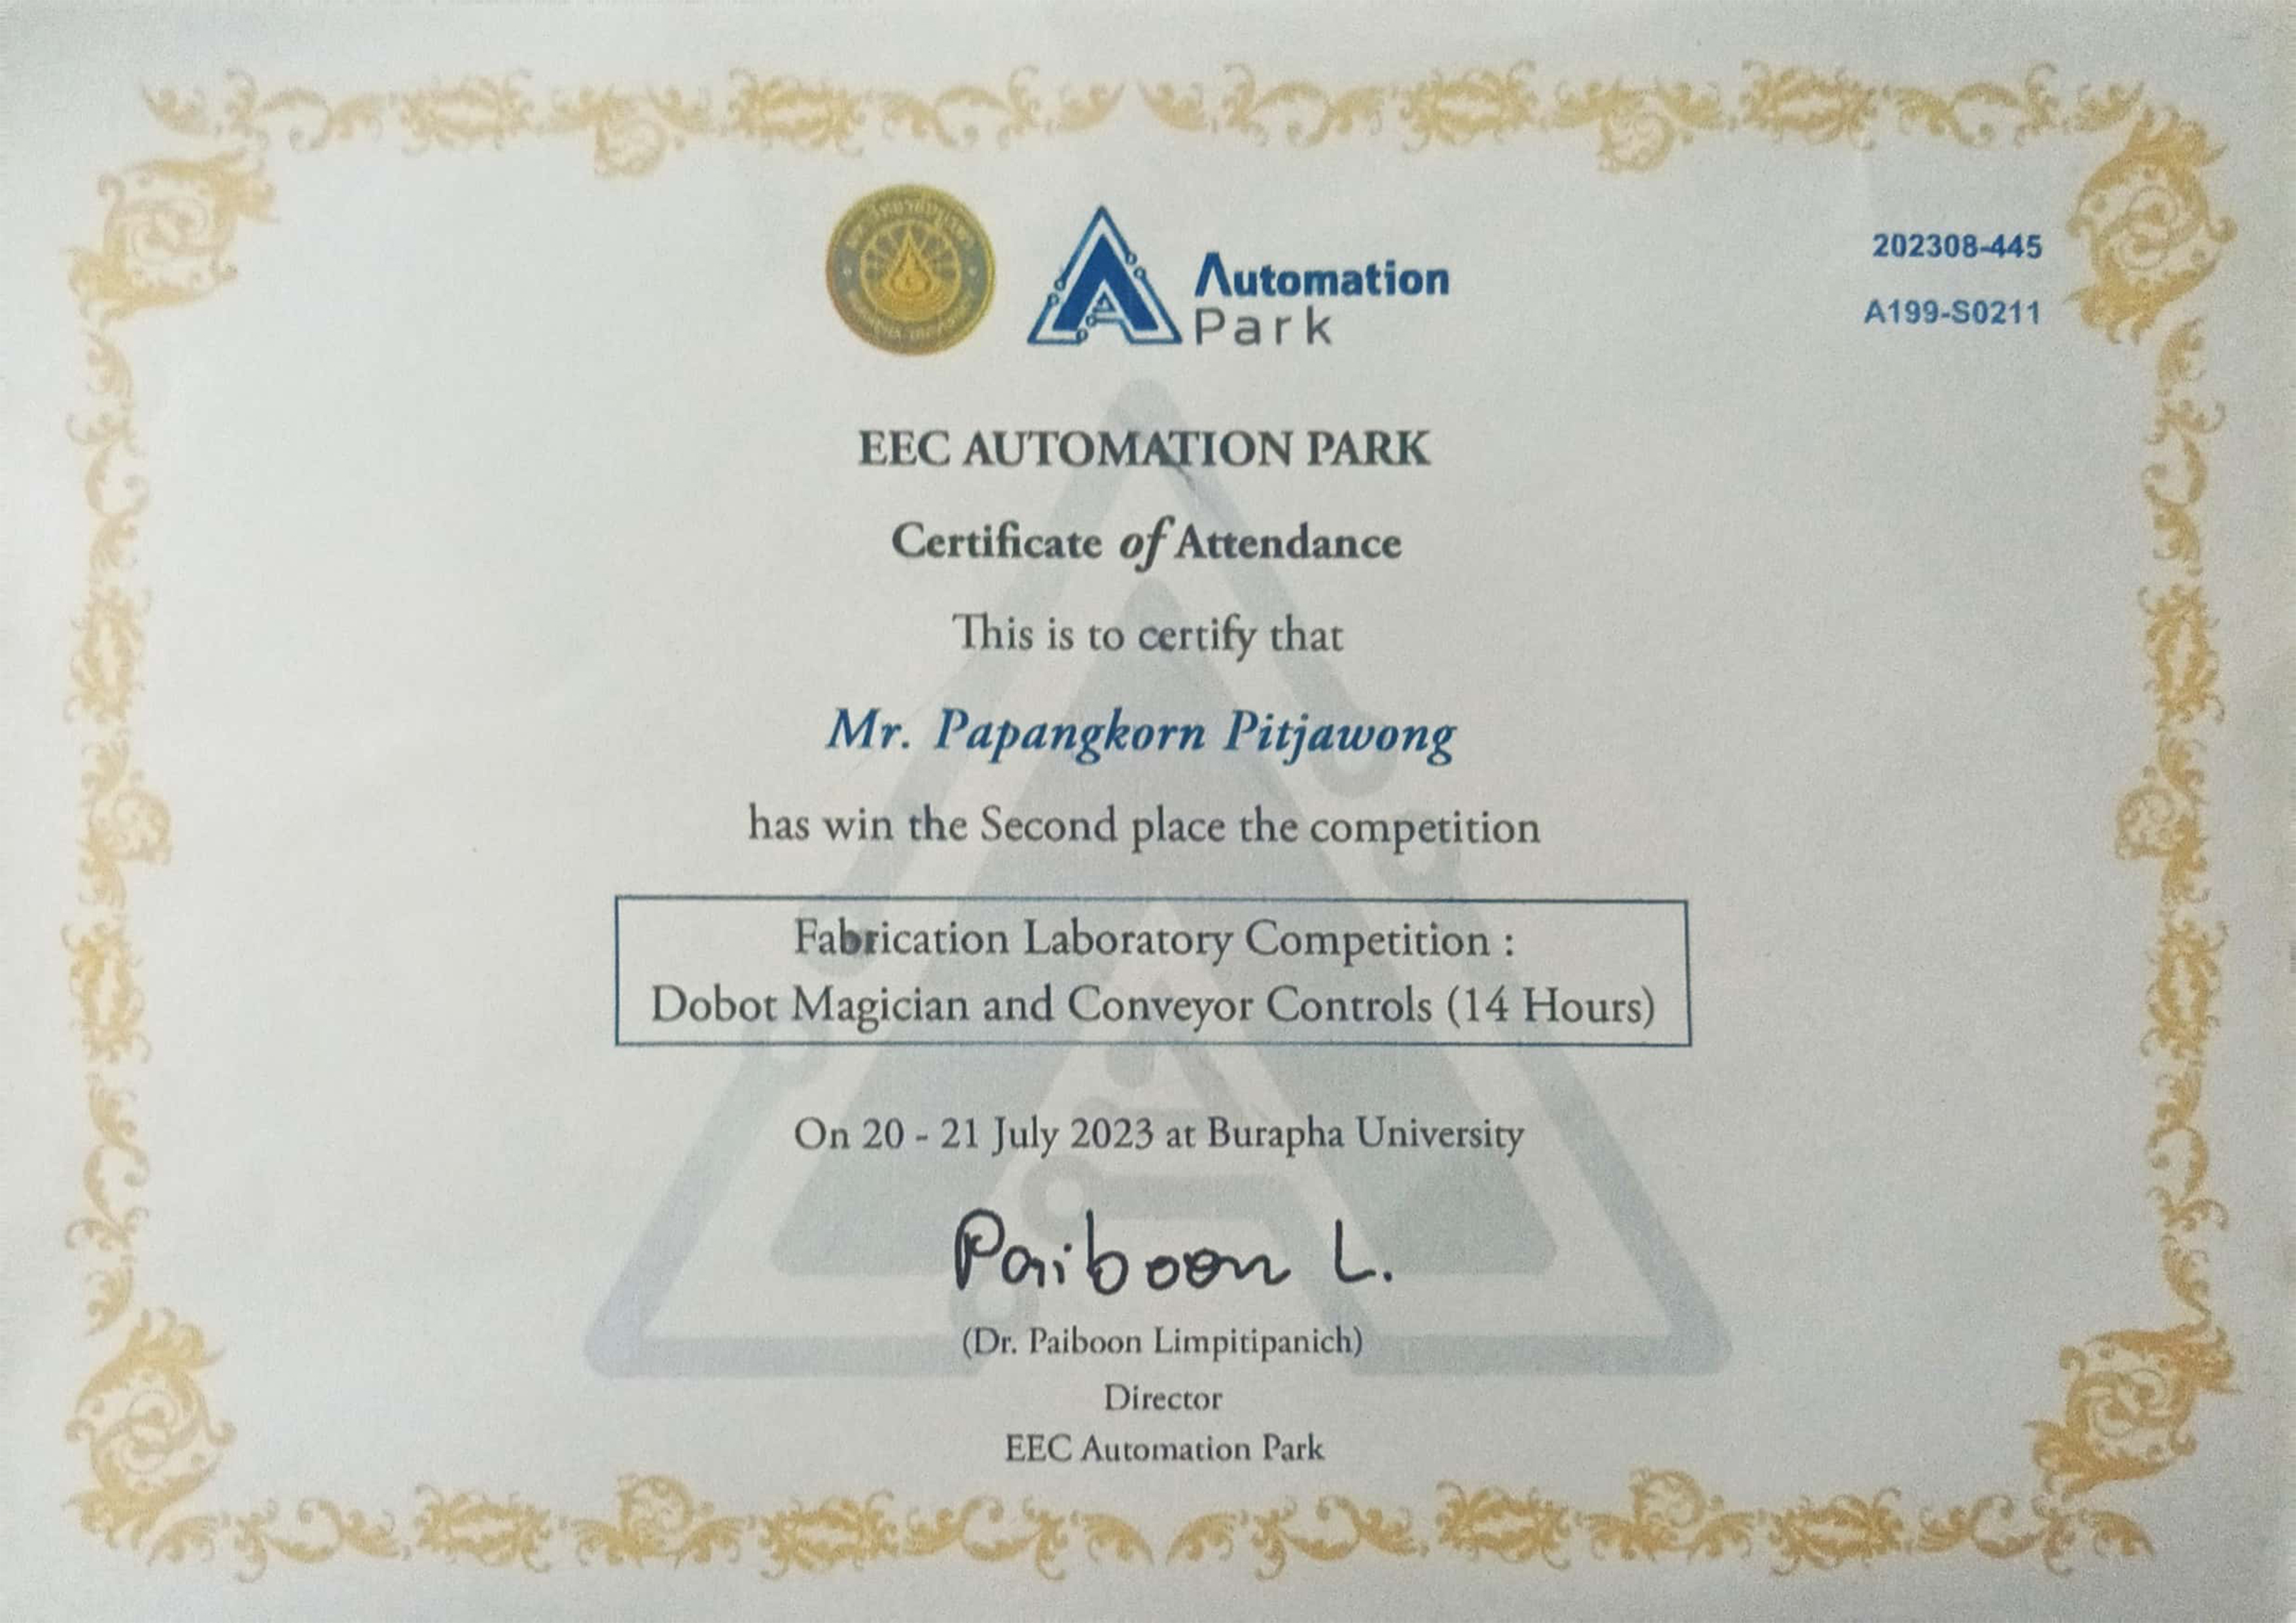 Automation
Park
202308-445
A199-S0211
EEC AUTOMATION PARK
Certificate of Attendance
This is to certify that
Mr. Papangkorn Pitjawong
has win the Second place the competition
Fabrication Laboratory Competition :
Dobot Magician and Conveyor Controls (14 Hours)
On 20 - 21 July 2023 at Burapha University
Paiboon L.
(Dr. Paiboon Limpitipanich)
Director
EEC Automation Park